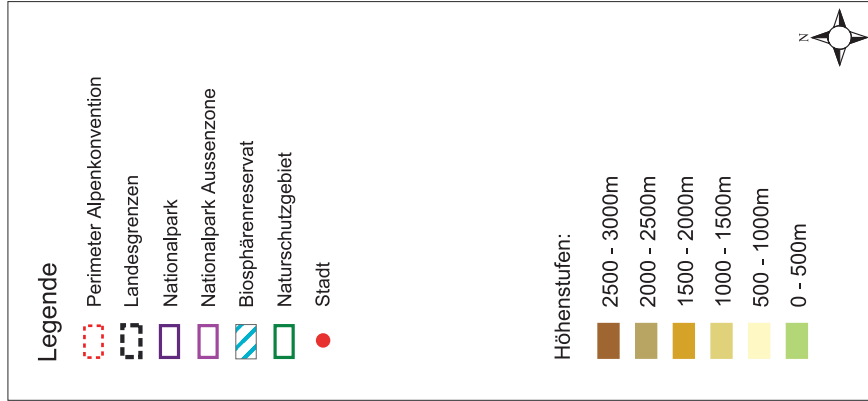 Legende
Perimeter Alpenkonvention
Landesgrenzen
Nationalpark
Nationalpark Aussenzone
Biosphärenreservat
Naturschutzgebiet
Stadt
Höhenstufen:
2500 - 3000m
2000 - 2500m
1500 - 2000m
1000 - 1500m
500 - 1000m
0 - 500m
N